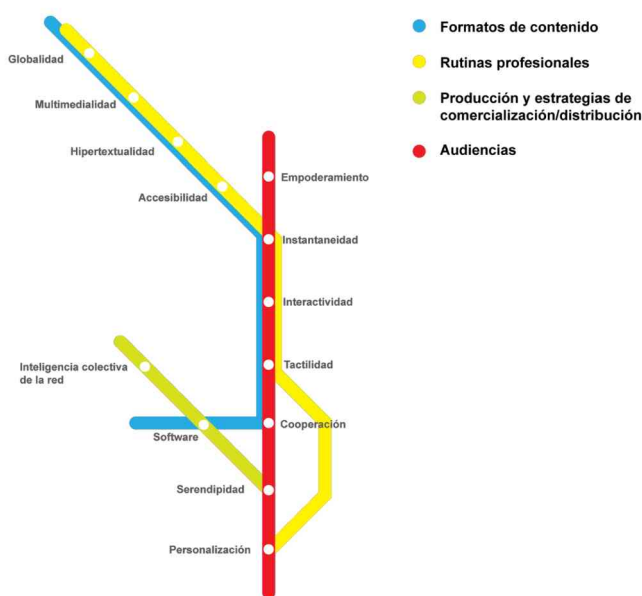 Formatos de contenido
Rutinas profesionales
Producción y estrategias de
comercialización/distribución
Audiencias
Globalidad
Multimedialidad
Hipertextualidad
Accesibilidad
Empoderamiento
Instantaneidad
Interactividad
Tactilidad
Inteligencia colectiva
de la red
Cooperación
Software
Serendipidad
Personalización